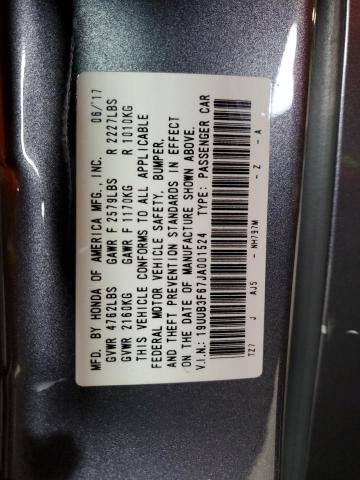 MFD. BY HONDA OF AMERICA MFG., INC. 06/17
GVWR 4762LBS GAWR F 2579LBS R 2227LBS
GVWR 2160KG GAWR F 1170KG R 1010KG
THIS VEHICLE CONFORMS TO ALL APPLICABLE
FEDERAL MOTOR VEHICLE SAFETY, BUMPER,
AND THEFT PREVENTION STANDARDS IN EFFECT
ON THE DATE OF MANUFACTURE SHOWN ABOVE.
V.I.N.: 19UUB3F67JA001524 TYPE: PASSENGER CAR
TZ7 J AJ5 - NH797M - Z - A